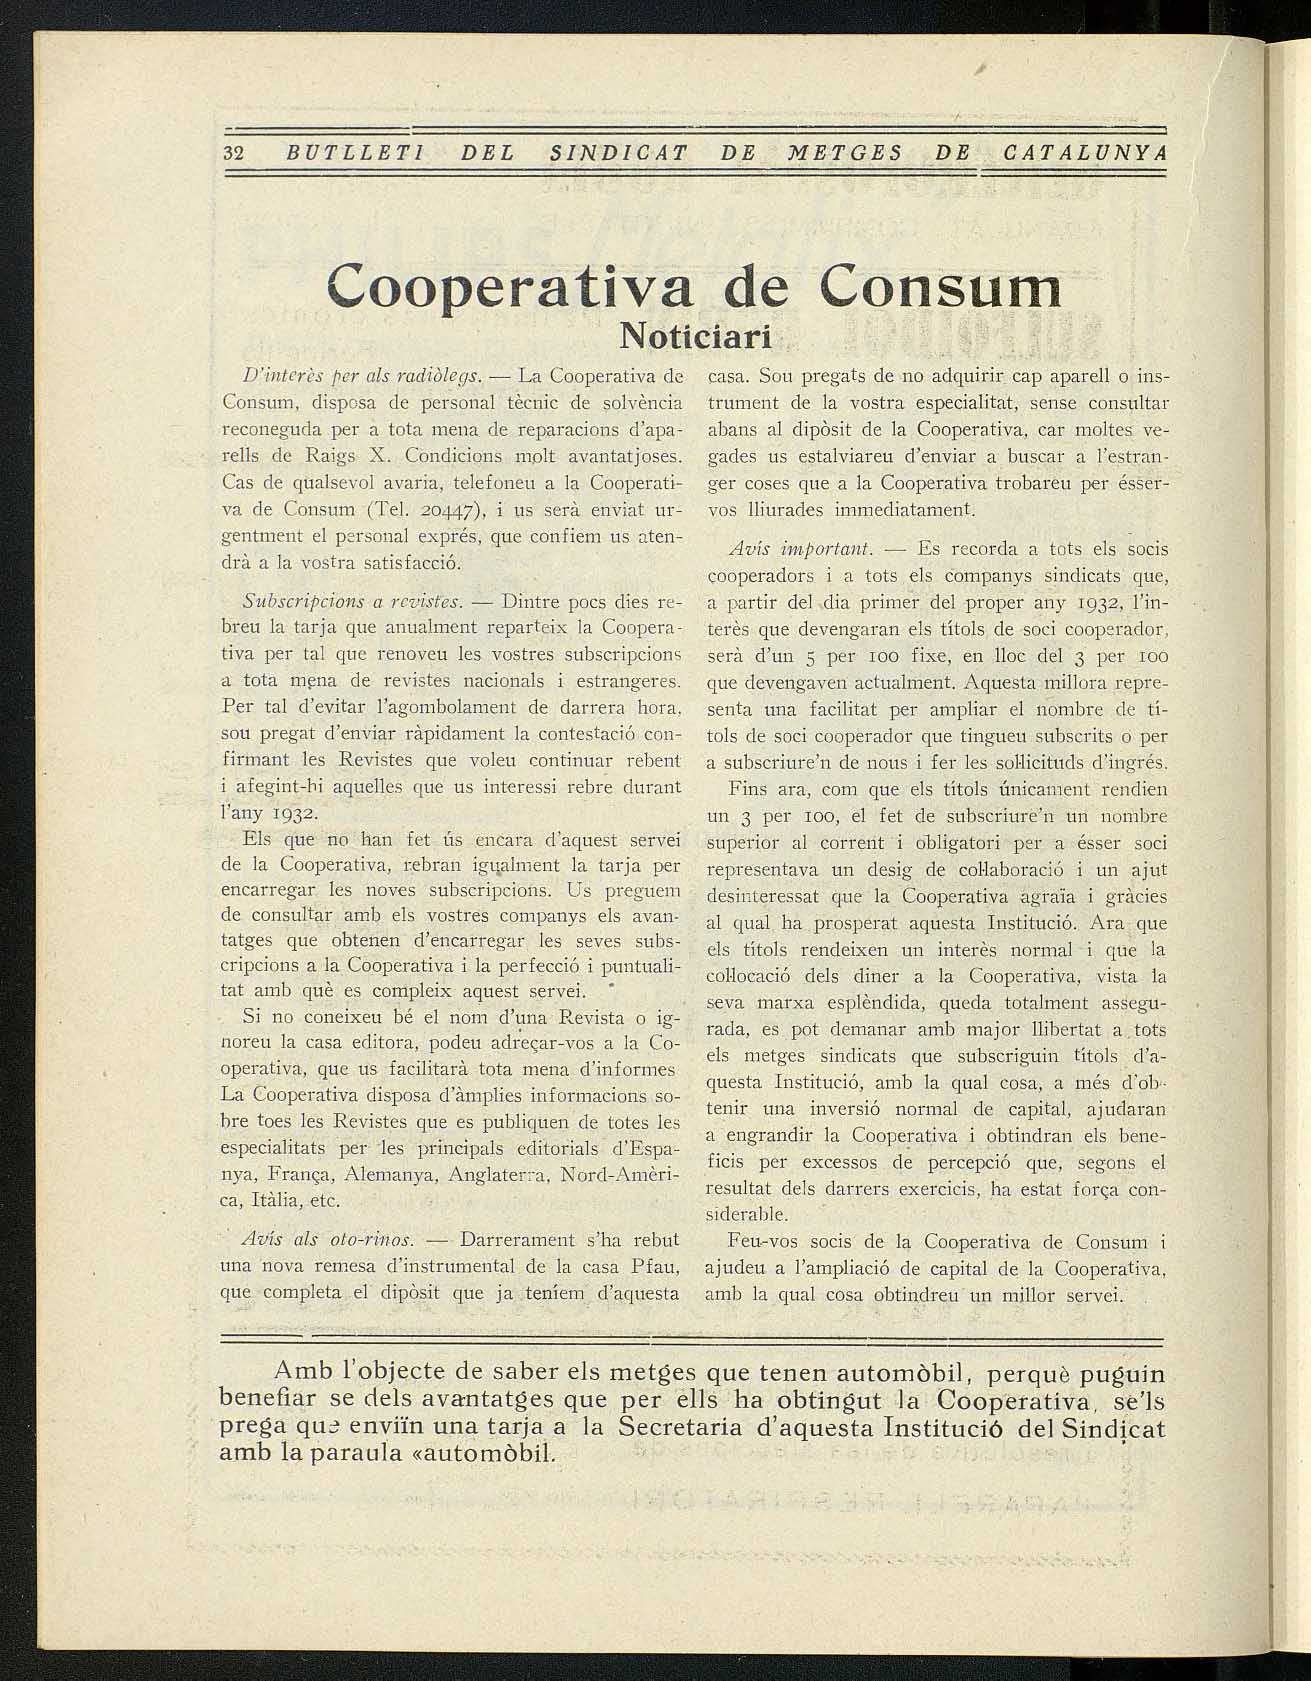 32 BUTLLETI DEL SINDICAT DE METGES DE CATALUNYA
Cooperativa de Consum
Noticiari
D'interès per als radiòlegs. — La Cooperativa de
Consum, disposa de personal tècnic de solvència
reconeguda per a tota mena de reparacions d'apa-
rells de Raigs X. Condicions molt avantatjoses.
Cas de qualsevol avaria, telefoneu a la Cooperati-
va de Consum (Tel. 20447), i us serà enviat ur-
gentment el personal exprés, que confiem us aten-
drà a la vostra satisfacció.
Subscripcions a revistes. — Dintre pocs dies re-
breu la tarja que anualment reparteix la Coopera-
tiva per tal que renoveu les vostres subscripcions
a tota mena de revistes nacionals i estrangeres.
Per tal d'evitar l'agombolament de darrera hora,
sou pregat d'enviar ràpidament la contestació con-
firmant les Revistes que voleu continuar rebent
i afegint-hi aquelles que us interessi rebre durant
l'any 1932.
Els que no han fet ús encara d'aquest servei
de la Cooperativa, rebran igualment la tarja per
encarregar les noves subscripcions. Us preguem
de consultar amb els vostres companys els avan-
tatges que obtenen d'encarregar les seves subs-
cripcions a la Cooperativa i la perfecció i puntuali-
tat amb què es compleix aquest servei.
Si no coneixeu bé el nom d'una Revista o ig-
noreu la casa editora, podeu adreçar-vos a la Co-
operativa, que us facilitarà tota mena d'informes
La Cooperativa disposa d'àmplies informacions so-
bre toes les Revistes que es publiquen de totes les
especialitats per les principals editorials d'Espa-
nya, França, Alemanya, Anglaterra, Nord-Amèri-
ca, Itàlia, etc.
Avís als oto-rinos. — Darrerament s'ha rebut
una nova remesa d'instrumental de la casa Pfau,
que completa el dipòsit que ja teníem d'aquesta
casa. Sou pregats de no adquirir cap aparell o ins-
trument de la vostra especialitat, sense consultar
abans al dipòsit de la Cooperativa, car moltes ve-
gades us estalviareu d'enviar a buscar a l'estran-
ger coses que a la Cooperativa trobareu per ésser-
vos lliurades immediatament.
Avís important. — Es recorda a tots els socis
cooperadors i a tots els companys sindicats que,
a partir del dia primer del proper any 1932, l'in-
terès que devengaran els títols de soci cooperador,
serà d'un 5 per 100 fixe, en lloc del 3 per 100
que devengaven actualment. Aquesta millora repre-
senta una facilitat per ampliar el nombre de tí-
tols de soci cooperador que tingueu subscrits o per
a subscriure'n de nous i fer les sol·licituds d'ingrés.
Fins ara, com que els títols únicament rendien
un 3 per 100, el fet de subscriure'n un nombre
superior al corrent i obligatori per a ésser soci
representava un desig de col·laboració i un ajut
desinteressat que la Cooperativa agraïa i gràcies
al qual ha prosperat aquesta Institució. Ara que
els títols rendeixen un interès normal i que la
col·locació dels diner a la Cooperativa, vista la
seva marxa esplèndida, queda totalment assegu-
rada, es pot demanar amb major llibertat a tots
els metges sindicats que subscriguin títols d'a-
questa Institució, amb la qual cosa, a més d'ob-
tenir una inversió normal de capital, ajudaran
a engrandir la Cooperativa i obtindran els bene-
ficis per excessos de percepció que, segons el
resultat dels darrers exercicis, ha estat força con-
siderable.
Feu-vos socis de la Cooperativa de Consum i
ajudeu a l'ampliació de capital de la Cooperativa,
amb la qual cosa obtindreu un millor servei.
Amb l'objecte de saber els metges que tenen automòbil, perquè puguin
benefiar se dels avantatges que per ells ha obtingut la Cooperativa, se'ls
prega que enviïn una tarja a la Secretaria d'aquesta Institució del Sindicat
amb la paraula «automòbil.